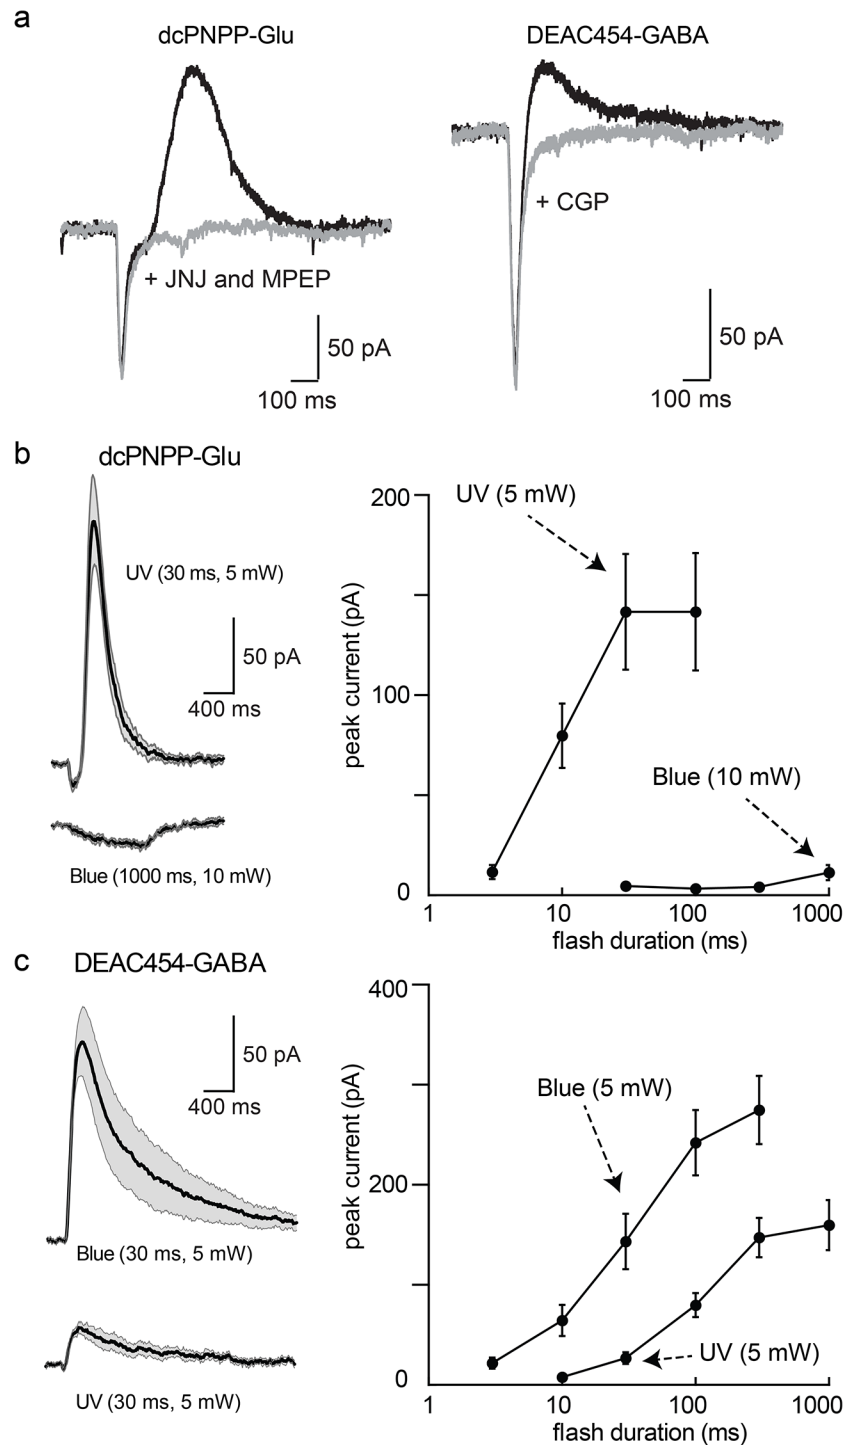 a
dcPNPP-Glu
DEAC454-GABA
+ CGP
+ JNJ and MPEP
50 pA
100 ms
50 pA
100 ms
b
dcPNPP-Glu
UV (30 ms, 5 mW)
50 pA
400 ms
Blue (1000 ms, 10 mW)
200
100
0
peak current (pA)
UV (5 mW)
Blue (10 mW)
1 10 100 1000
flash duration (ms)
c
DEAC454-GABA
50 pA
400 ms
Blue (30 ms, 5 mW)
UV (30 ms, 5 mW)
400
200
0
peak current (pA)
Blue (5 mW)
UV (5 mW)
1 10 100 1000
flash duration (ms)